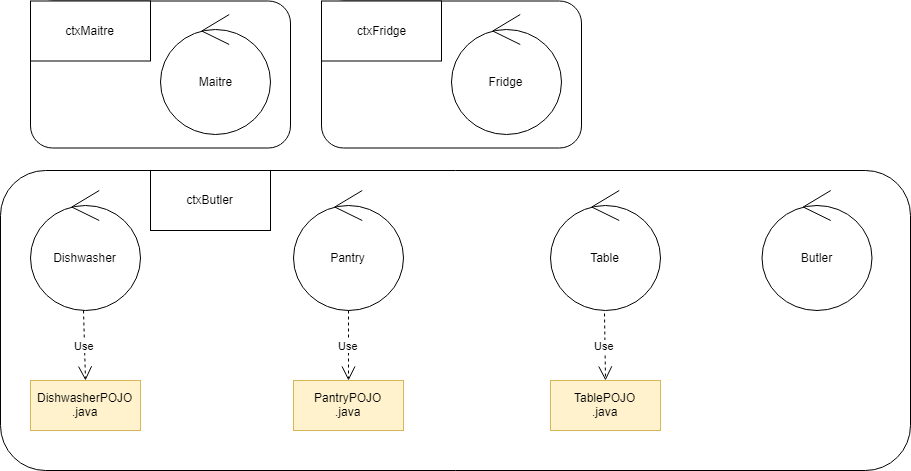 ctxMaitre
Maitre
ctxFridge
Fridge
ctxButler
Dishwasher
Pantry
Table
Butler
Use
Use
Use
DishwasherPOJO
.java
PantryPOJO
.java
TablePOJO
.java